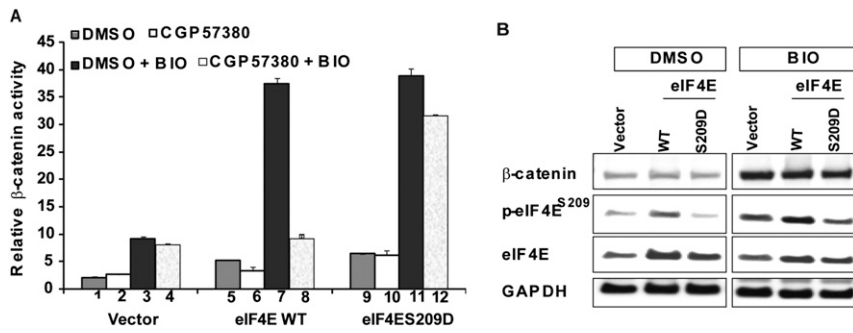 A
DMSO CGP57380
DMSO + BIO CGP57380 + BIO
Relative β-catenin activity
45
40
35
30
25
20
15
10
5
0
1 2 3 4 5 6 7 8 9 10 11 12
Vector eIF4E WT eIF4ES209D
B
DMSO BIO
eIF4E eIF4E
Vector WT S209D Vector WT S209D
β-catenin
p-eIF4E^S209
eIF4E
GAPDH